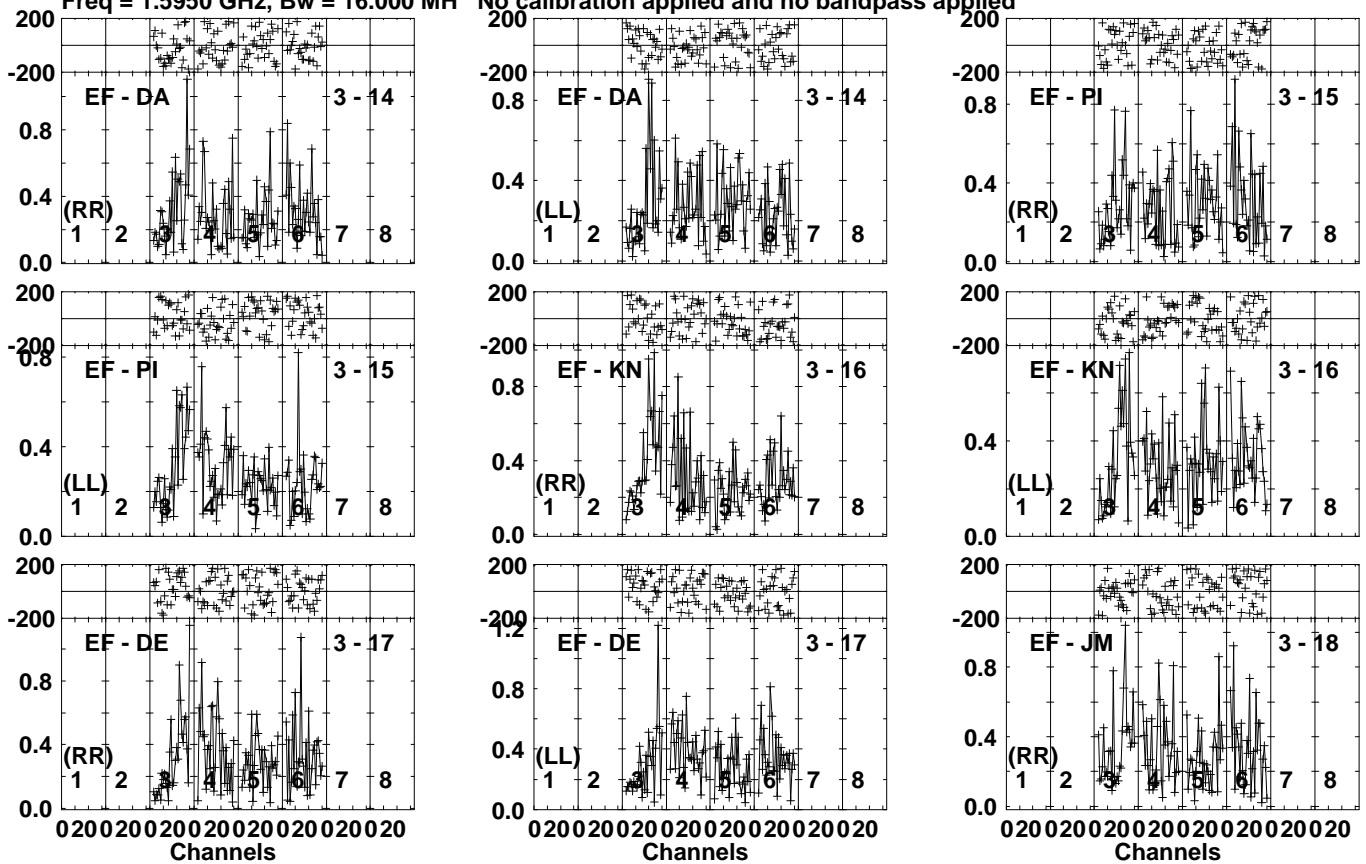 Freq = 1.5950 GHz, Bw = 16.000 MH No calibration applied and no bandpass applied
200 200 200
-200 -200 -200
EF - DA 3 - 14 EF - DA 3 - 14 EF - PI 3 - 15
0.8 0.8 0.8
0.4 0.4 0.4
(RR) (LL) (RR)
1 2 3 4 5 6 7 8 1 2 3 4 5 6 7 8 1 2 3 4 5 6 7 8
0.0 0.0 0.0
200 200 200
-200 -200 -200
0.8
EF - PI 3 - 15 EF - KN 3 - 16 EF - KN 3 - 16
0.8 0.8
0.4 0.4 0.4
(LL) (RR) (LL)
1 2 3 4 5 6 7 8 1 2 3 4 5 6 7 8 1 2 3 4 5 6 7 8
0.0 0.0 0.0
200 200 200
-200 -200 -200
1.2
EF - DE 3 - 17 EF - DE 3 - 17 EF - JM 3 - 18
0.8 0.8 0.8
0.4 0.4 0.4
(RR) (LL) (RR)
1 2 3 4 5 6 7 8 1 2 3 4 5 6 7 8 1 2 3 4 5 6 7 8
0.0 0.0 0.0
0 20 0 20 0 20 0 20 0 20 0 20 0 20 0 20 0 20 0 20 0 20 0 20 0 20 0 20 0 20 0 20 0 20 0 20 0 20 0 20 0 20 0 20 0 20 0 20
Channels Channels Channels